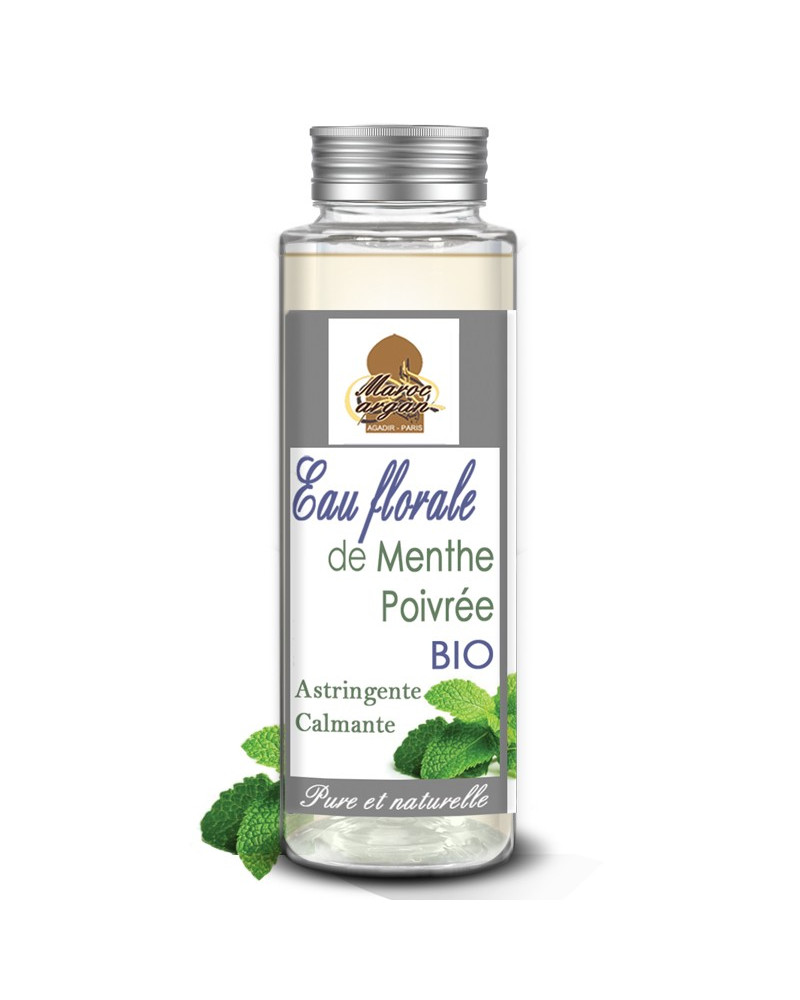 Maroc
argan
AGADIR - PARIS
Eau florale
de Menthe
Poivrée
BIO
Astringente
Calmante
Pure et naturelle